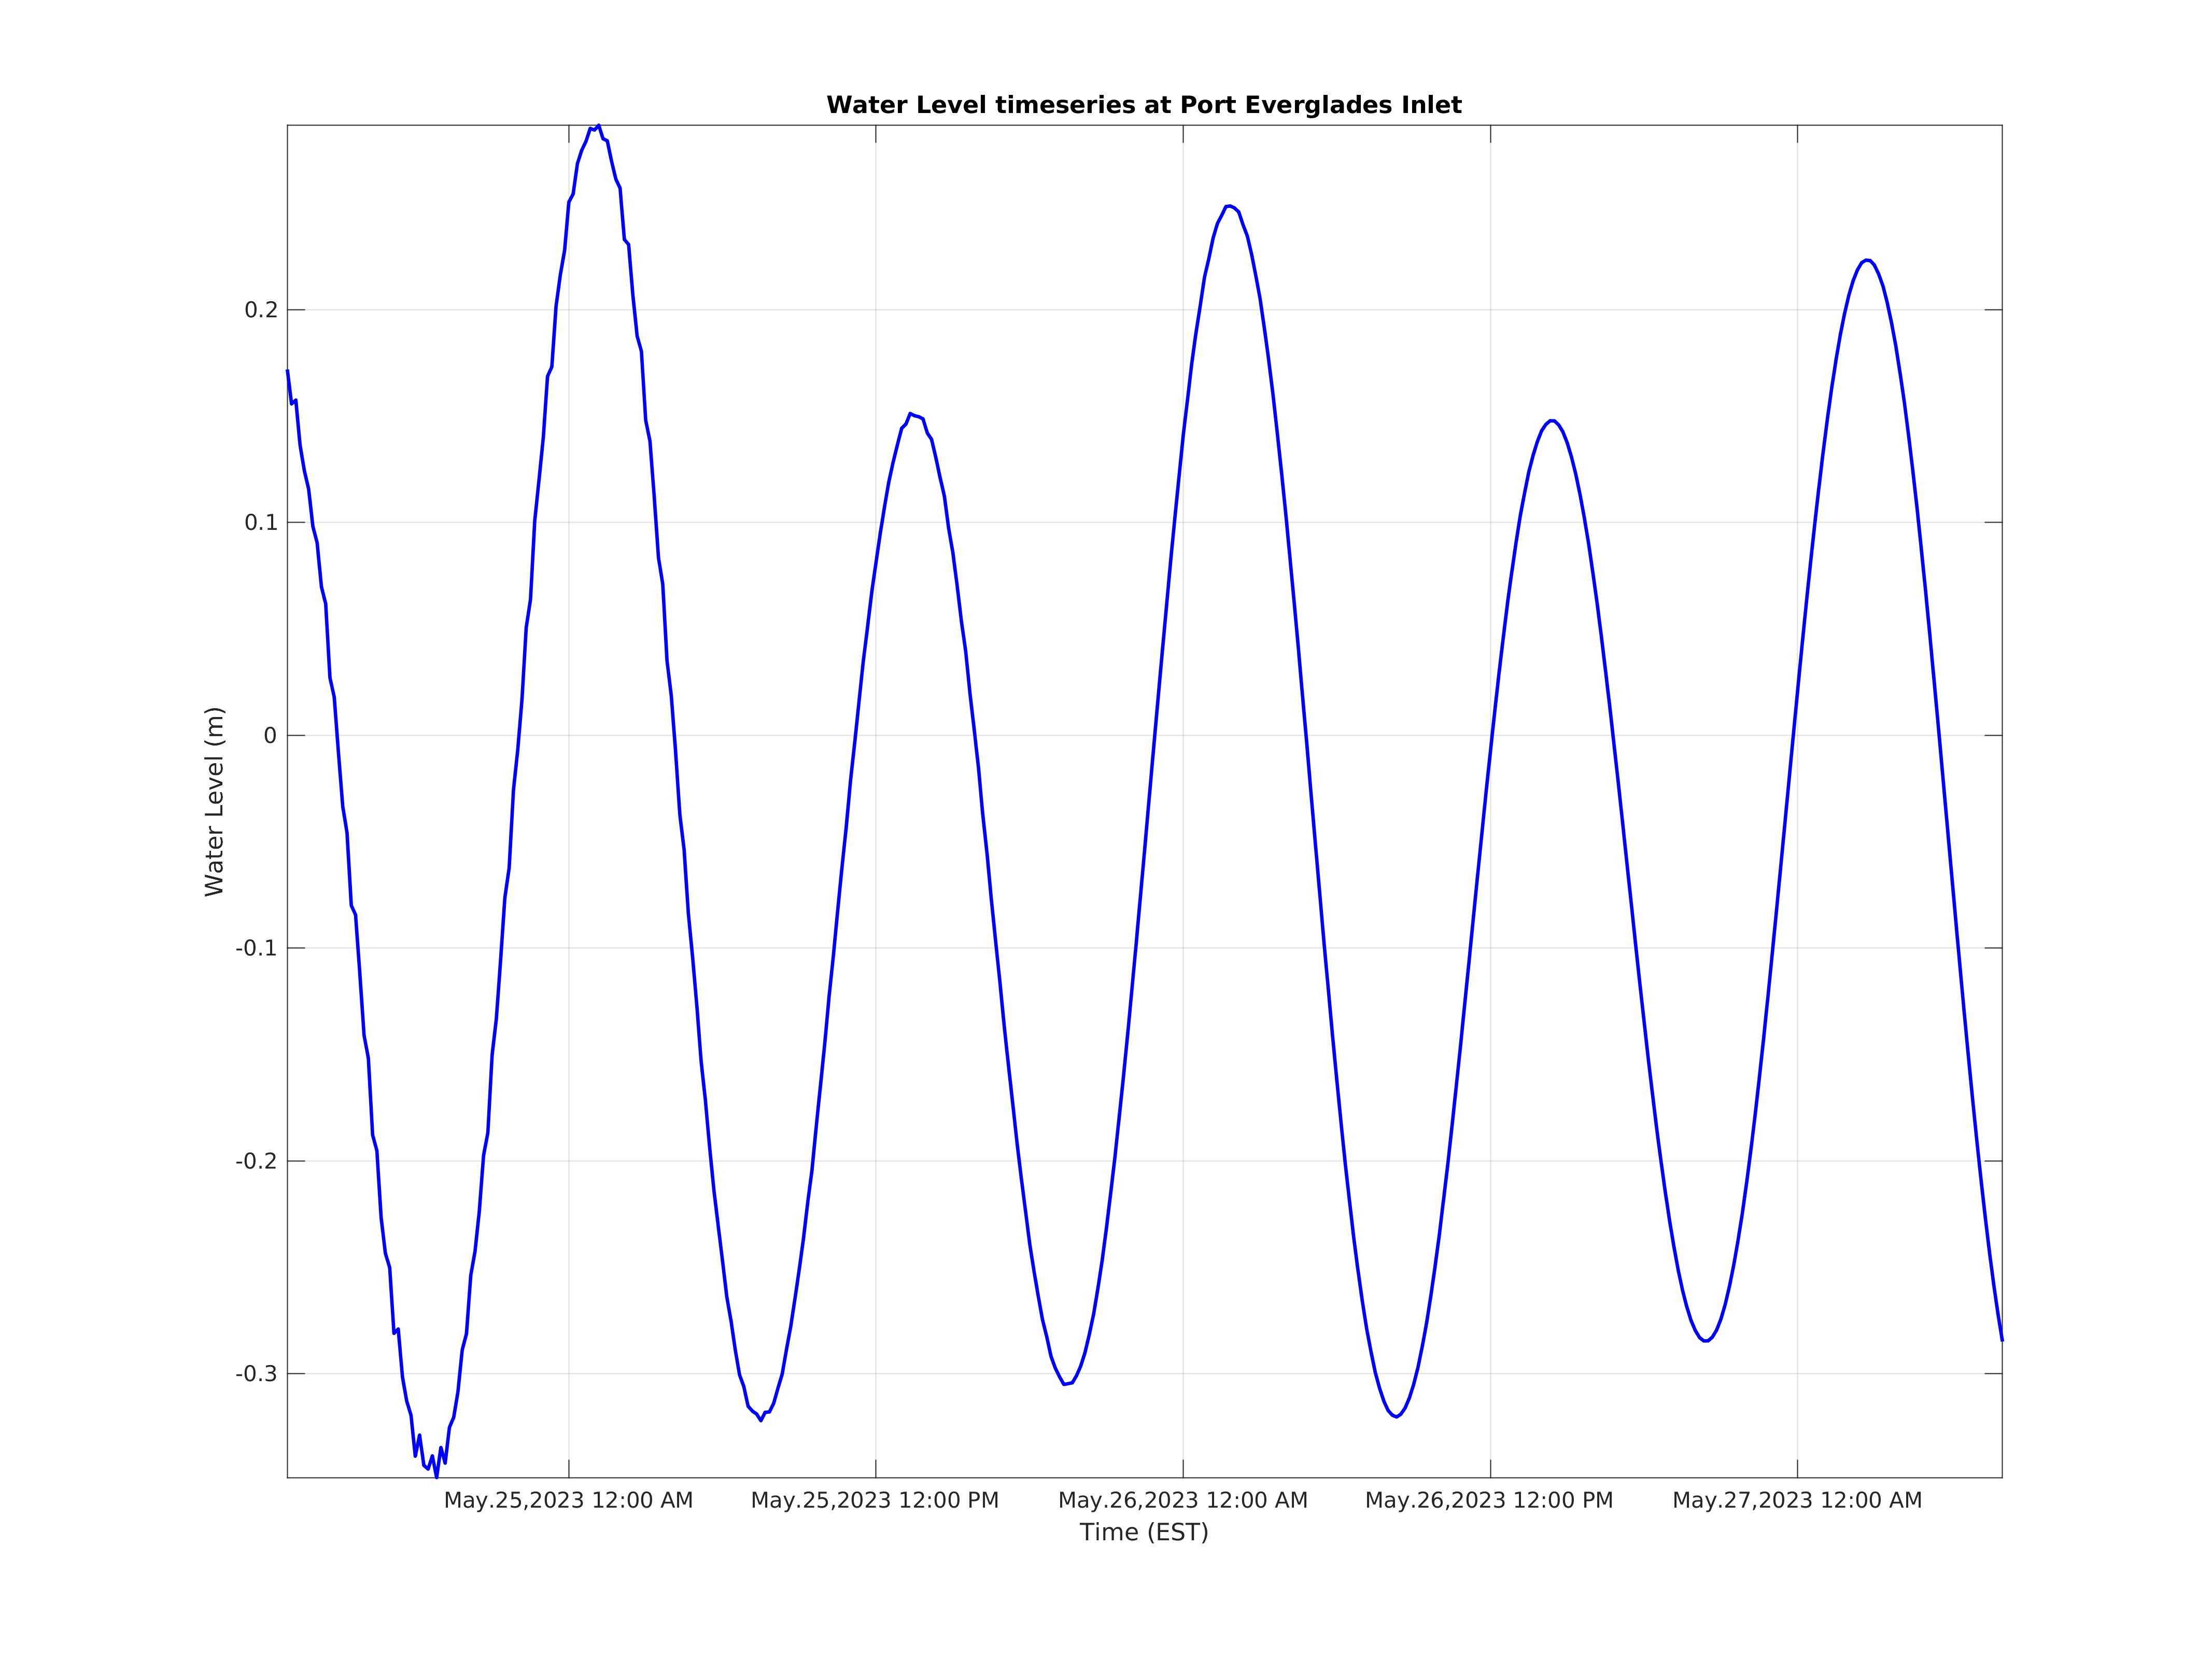 Water Level timeseries at Port Everglades Inlet
0.2
0.1
0
-0.1
-0.2
-0.3
Water Level (m)
May.25,2023 12:00 AM
May.25,2023 12:00 PM
May.26,2023 12:00 AM
May.26,2023 12:00 PM
May.27,2023 12:00 AM
Time (EST)